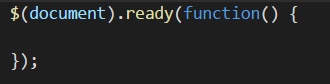 $(document).ready(function() {
});